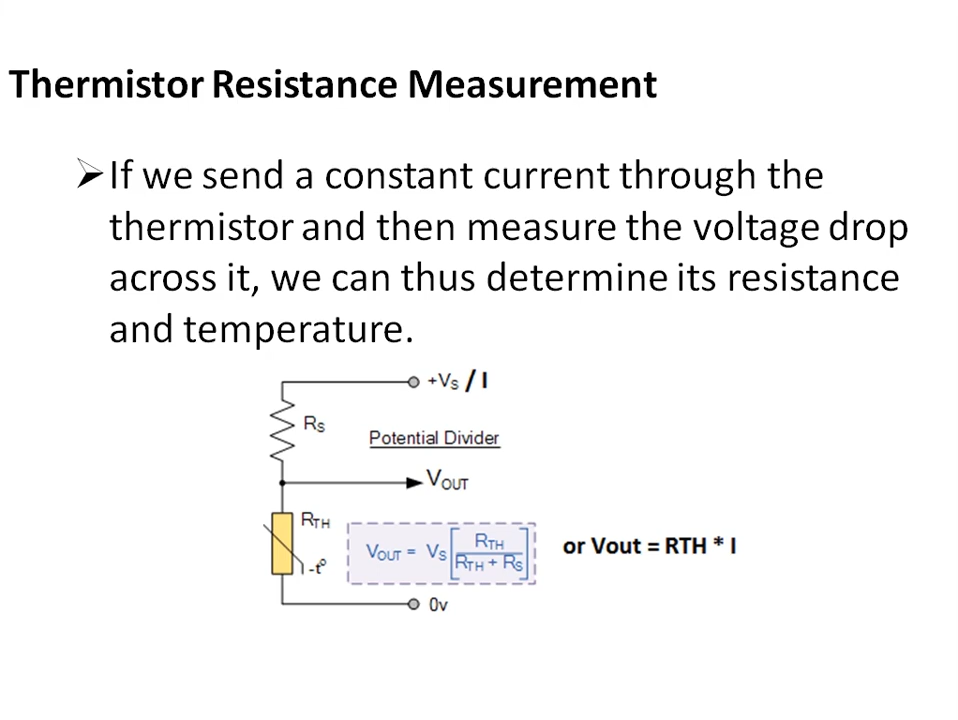 Thermistor Resistance Measurement
➢If we send a constant current through the
thermistor and then measure the voltage drop
across it, we can thus determine its resistance
and temperature.
+VS / I
RS
Potential Divider
VOUT
RTH
-t°
VOUT = VS [RTH / RTH + RS]
or Vout = RTH * I
0v